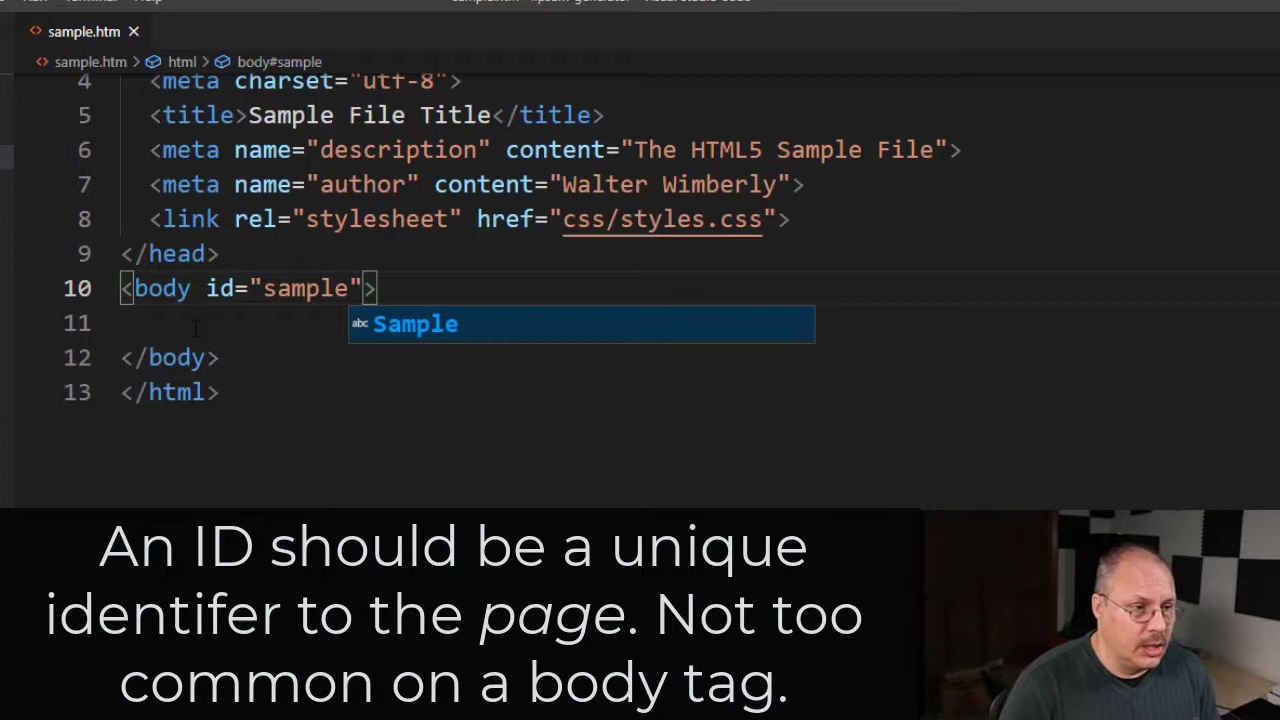 sample.htm
sample.htm > html > body#sample
4 <meta charset="utf-8">
5 <title>Sample File Title</title>
6 <meta name="description" content="The HTML5 Sample File">
7 <meta name="author" content="Walter Wimberly">
8 <link rel="stylesheet" href="css/styles.css">
9 </head>
10 <body id="sample">
11 abc Sample
12 </body>
13 </html>
An ID should be a unique
identifer to the page. Not too
common on a body tag.